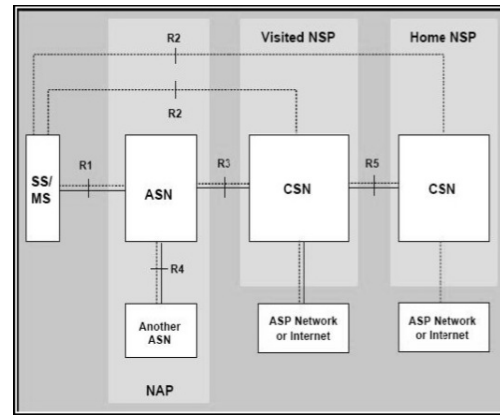 R2
Visited NSP
Home NSP
R2
SS/
MS
R1
ASN
R3
CSN
R5
CSN
R4
Another
ASN
ASP Network
or Internet
ASP Network
or Internet
NAP